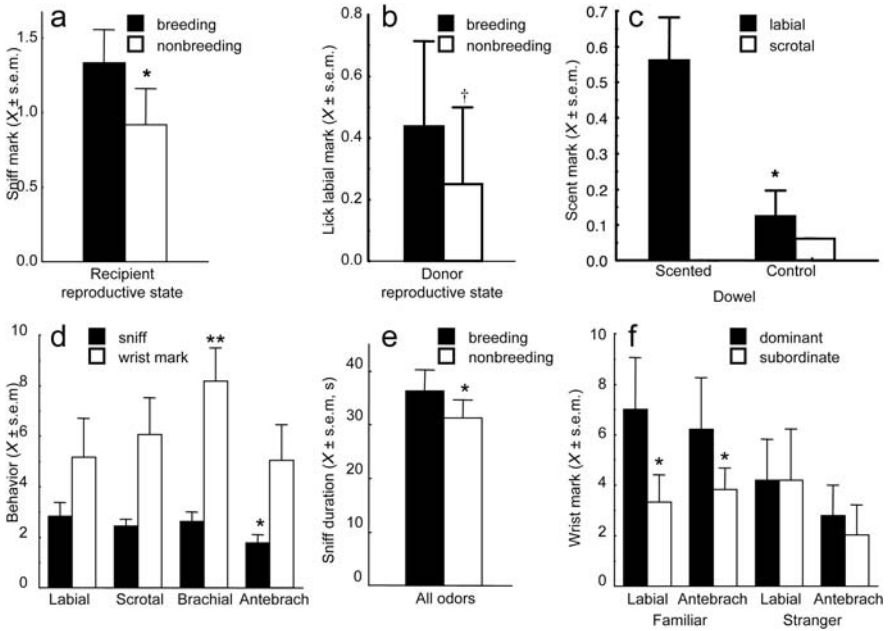 a
breeding
nonbreeding
Sniff mark (X ± s.e.m.)
1.5
1.0
0.5
0.0
*
Recipient
reproductive state
b
breeding
nonbreeding
Lick labial mark (X ± s.e.m.)
0.8
0.6
0.4
0.2
0.0
†
Donor
reproductive state
c
labial
scrotal
Scent mark (X ± s.e.m.)
0.7
0.6
0.5
0.4
0.3
0.2
0.1
0.0
*
Scented Control
Dowel
d
sniff
wrist mark
Behavior (X ± s.e.m.)
10
8
6
4
2
0
**
*
Labial Scrotal Brachial Antebrach
e
breeding
nonbreeding
Sniff duration (X ± s.e.m, s)
40
30
20
10
0
*
All odors
f
dominant
subordinate
Wrist mark (X ± s.e.m.)
10
8
6
4
2
0
*
*
Labial Antebrach Labial Antebrach
Familiar Stranger